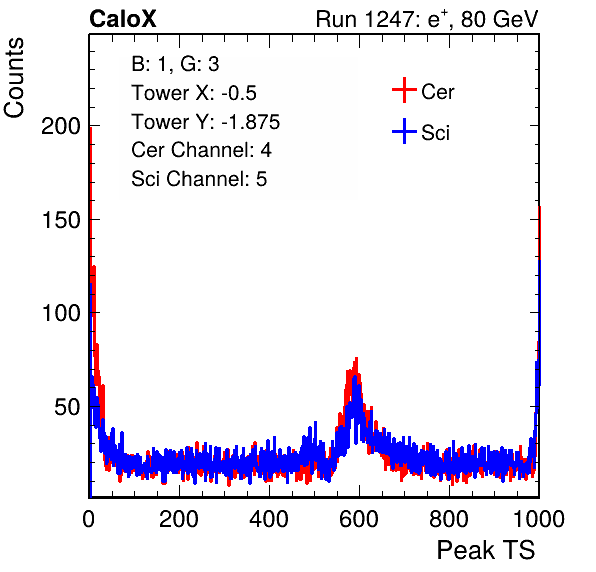 CaloX Run 1247: e⁺, 80 GeV
Counts
B: 1, G: 3
Tower X: -0.5
Tower Y: -1.875
Cer Channel: 4
Sci Channel: 5
Cer
Sci
200
150
100
50
0 200 400 600 800 1000
Peak TS